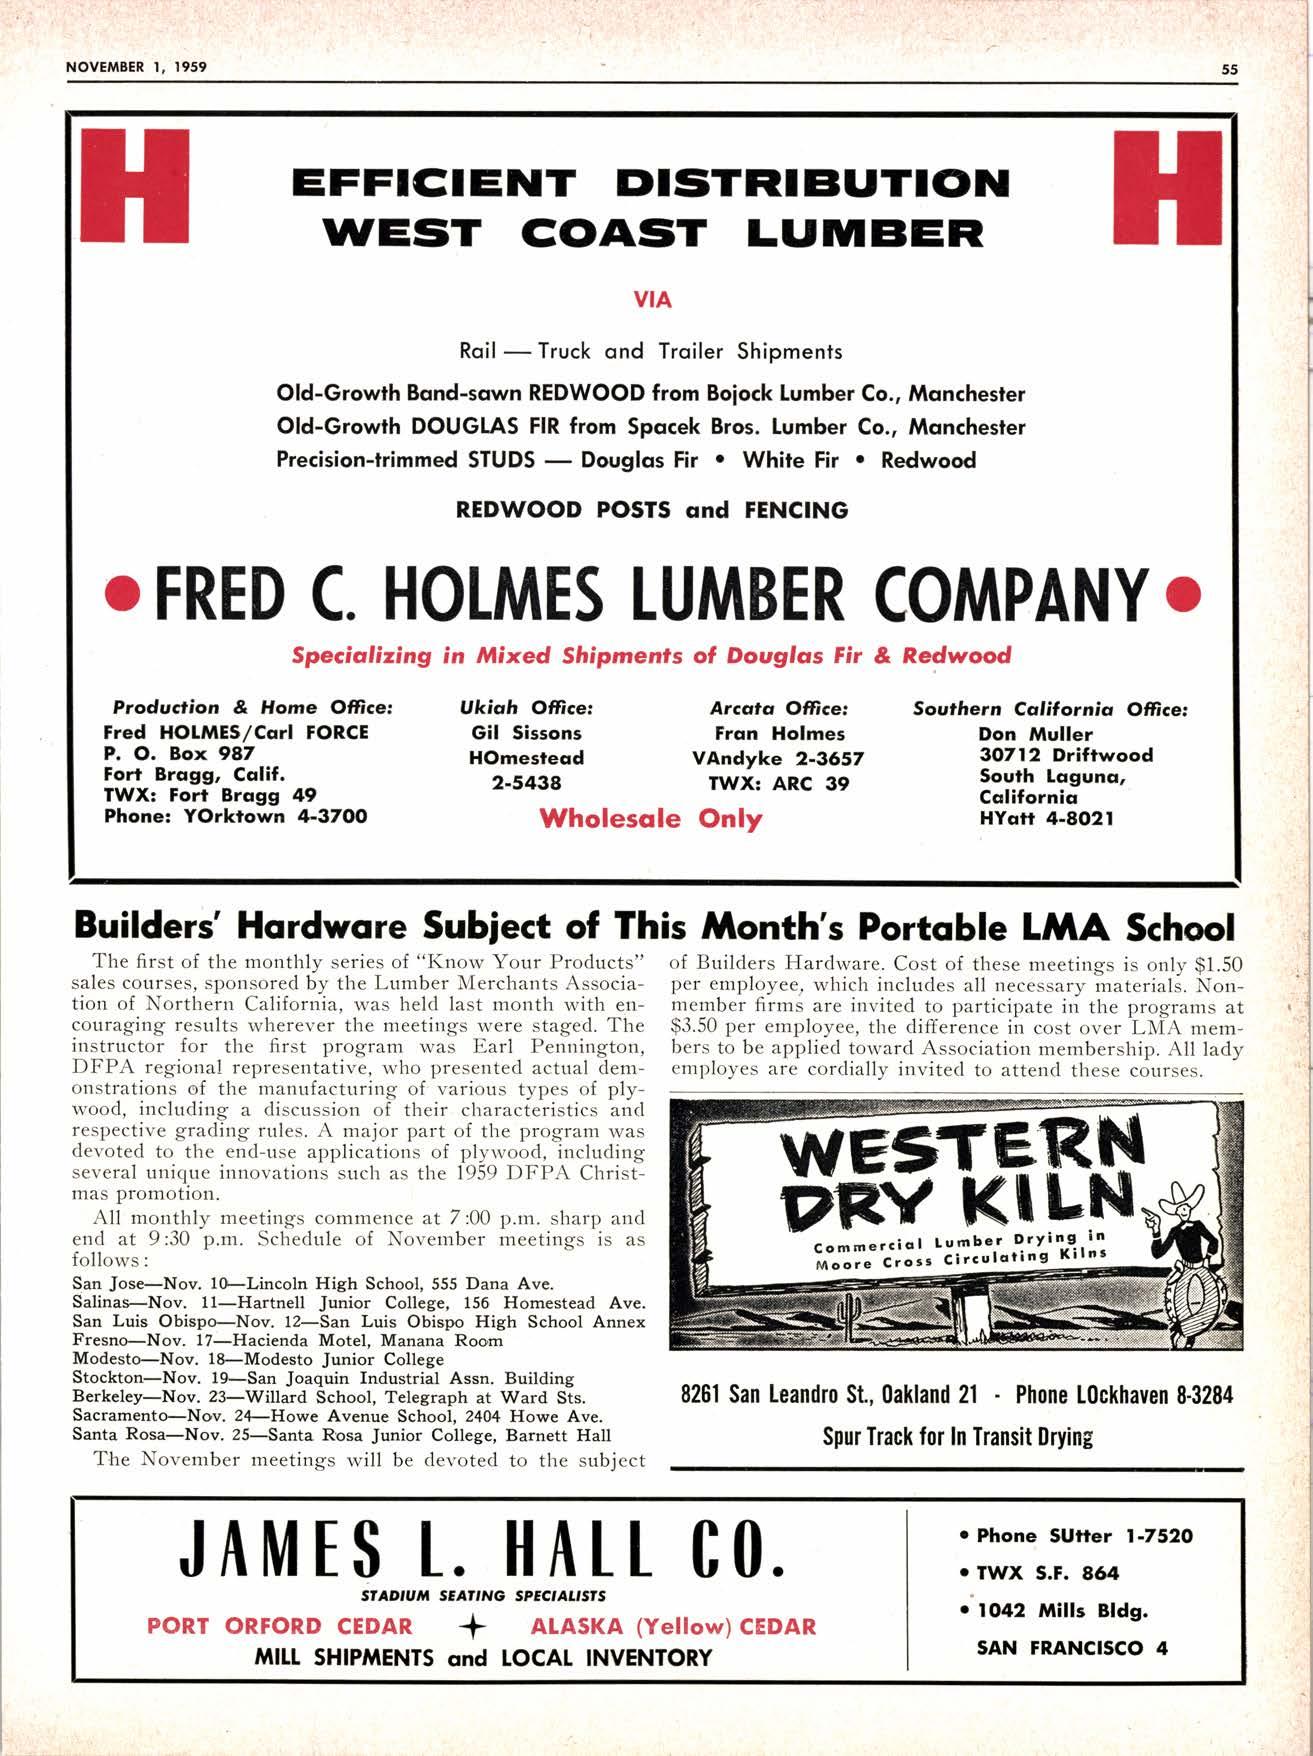 NOVEMBER 1, 1959
55
H
H
EFFICIENT DISTRIBUTION
WEST COAST LUMBER
VIA
Rail — Truck and Trailer Shipments
Old-Growth Band-sawn REDWOOD from Bojock Lumber Co., Manchester
Old-Growth DOUGLAS FIR from Spacek Bros. Lumber Co., Manchester
Precision-trimmed STUDS — Douglas Fir • White Fir • Redwood
REDWOOD POSTS and FENCING
• FRED C. HOLMES LUMBER COMPANY •
Specializing in Mixed Shipments of Douglas Fir & Redwood
Production & Home Office:
Fred HOLMES/Carl FORCE
P. O. Box 987
Fort Bragg, Calif.
TWX: Fort Bragg 49
Phone: YOrktown 4-3700
Ukiah Office:
Gil Sissons
HOmestead
2-5438
Arcata Office:
Fran Holmes
VAndyke 2-3657
TWX: ARC 39
Southern California Office:
Don Muller
30712 Driftwood
South Laguna,
California
HYatt 4-8021
Wholesale Only
Builders' Hardware Subject of This Month's Portable LMA School
The first of the monthly series of "Know Your Products"
sales courses, sponsored by the Lumber Merchants Associa-
tion of Northern California, was held last month with en-
couraging results wherever the meetings were staged. The
instructor for the first program was Earl Pennington,
DFPA regional representative, who presented actual dem-
onstrations of the manufacturing of various types of ply-
wood, including a discussion of their characteristics and
respective grading rules. A major part of the program was
devoted to the end-use applications of plywood, including
several unique innovations such as the 1959 DFPA Christ-
mas promotion.
All monthly meetings commence at 7:00 p.m. sharp and
end at 9:30 p.m. Schedule of November meetings is as
follows:
San Jose—Nov. 10—Lincoln High School, 555 Dana Ave.
Salinas—Nov. 11—Hartnell Junior College, 156 Homestead Ave.
San Luis Obispo—Nov. 12—San Luis Obispo High School Annex
Fresno—Nov. 17—Hacienda Motel, Manana Room
Modesto—Nov. 18—Modesto Junior College
Stockton—Nov. 19—San Joaquin Industrial Assn. Building
Berkeley—Nov. 23—Willard School, Telegraph at Ward Sts.
Sacramento—Nov. 24—Howe Avenue School, 2404 Howe Ave.
Santa Rosa—Nov. 25—Santa Rosa Junior College, Barnett Hall
The November meetings will be devoted to the subject
of Builders Hardware. Cost of these meetings is only $1.50
per employee, which includes all necessary materials. Non-
member firms are invited to participate in the programs at
$3.50 per employee, the difference in cost over LMA mem-
bers to be applied toward Association membership. All lady
employes are cordially invited to attend these courses.
WESTERN
DRY KILN
Commercial Lumber Drying in
Moore Cross Circulating Kilns
8261 San Leandro St., Oakland 21 - Phone LOckhaven 8-3284
Spur Track for In Transit Drying
JAMES L. HALL CO.
STADIUM SEATING SPECIALISTS
PORT ORFORD CEDAR ALASKA (Yellow) CEDAR
MILL SHIPMENTS and LOCAL INVENTORY
• Phone SUtter 1-7520
• TWX S.F. 864
• 1042 Mills Bldg.
SAN FRANCISCO 4